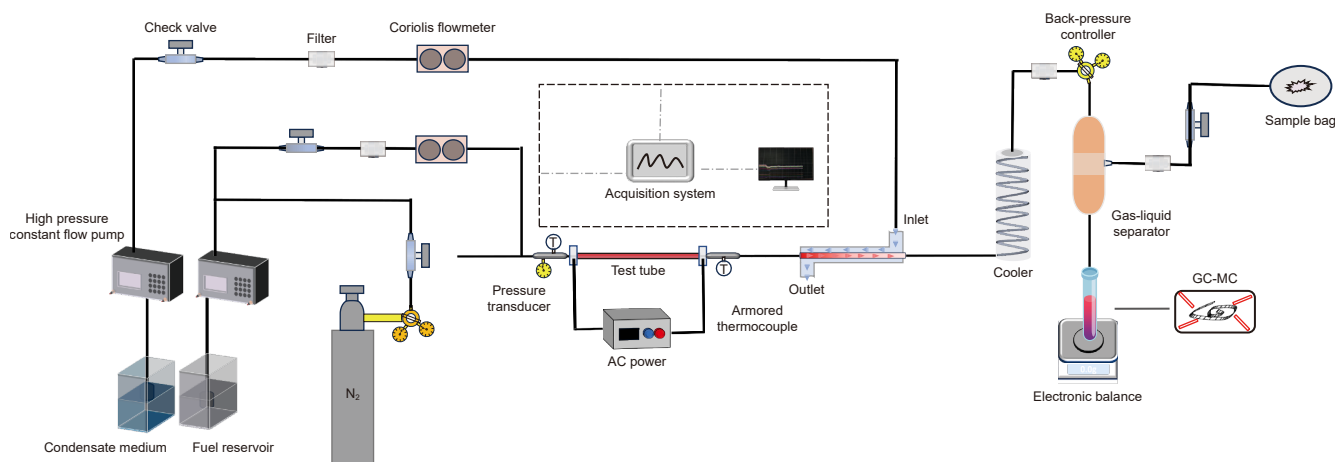 Check valve
Filter
Coriolis flowmeter
Back-pressure
controller
Sample bag
Acquisition system
High pressure
constant flow pump
Inlet
Gas-liquid
separator
T
Test tube
T
Cooler
Pressure
transducer
Outlet
Armored
thermocouple
GC-MC
AC power
N₂
0.0g
Electronic balance
Condensate medium
Fuel reservoir